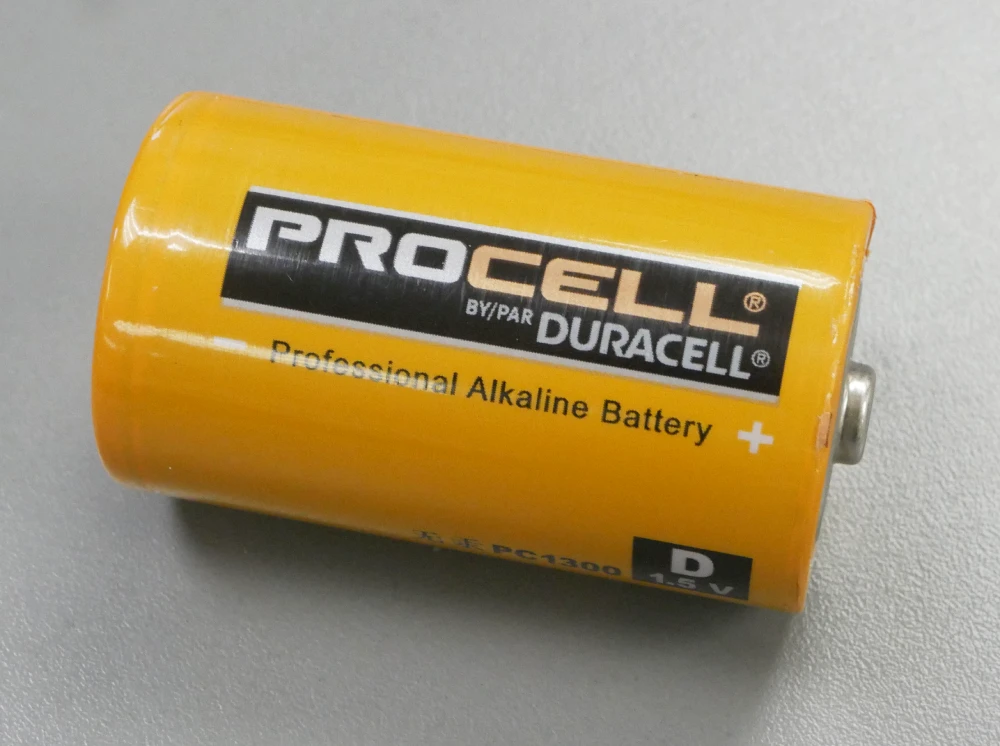 PROCELL®
BY/PAR DURACELL®
− Professional Alkaline Battery +
PC1300
D
1.5 V